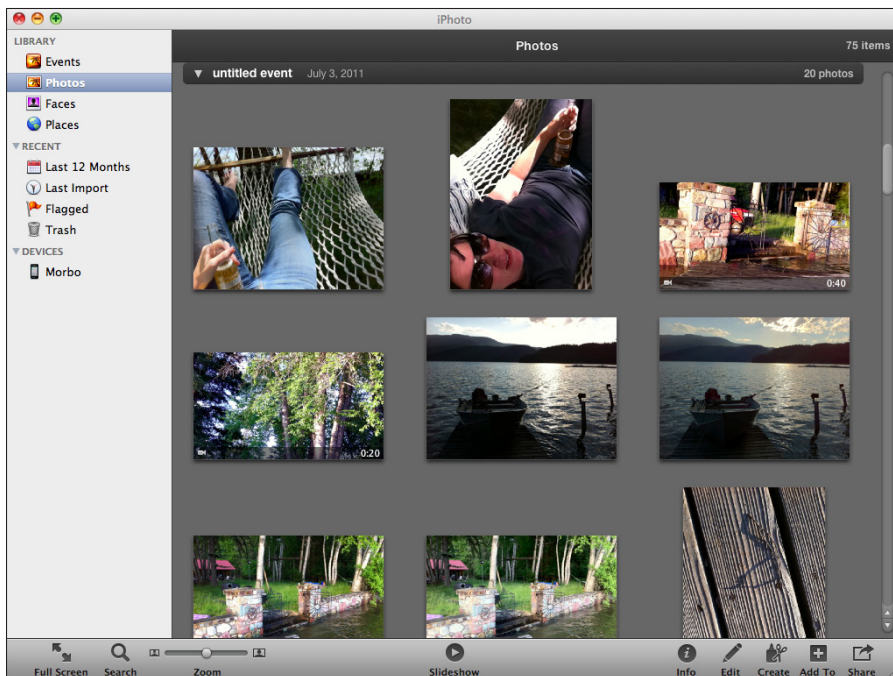 iPhoto
LIBRARY
Events
Photos
Faces
Places
RECENT
Last 12 Months
Last Import
Flagged
Trash
DEVICES
Morbo
Photos
75 items
untitled event July 3, 2011
20 photos
0:40
0:20
Full Screen
Search
Zoom
Slideshow
Info
Edit
Create
Add To
Share